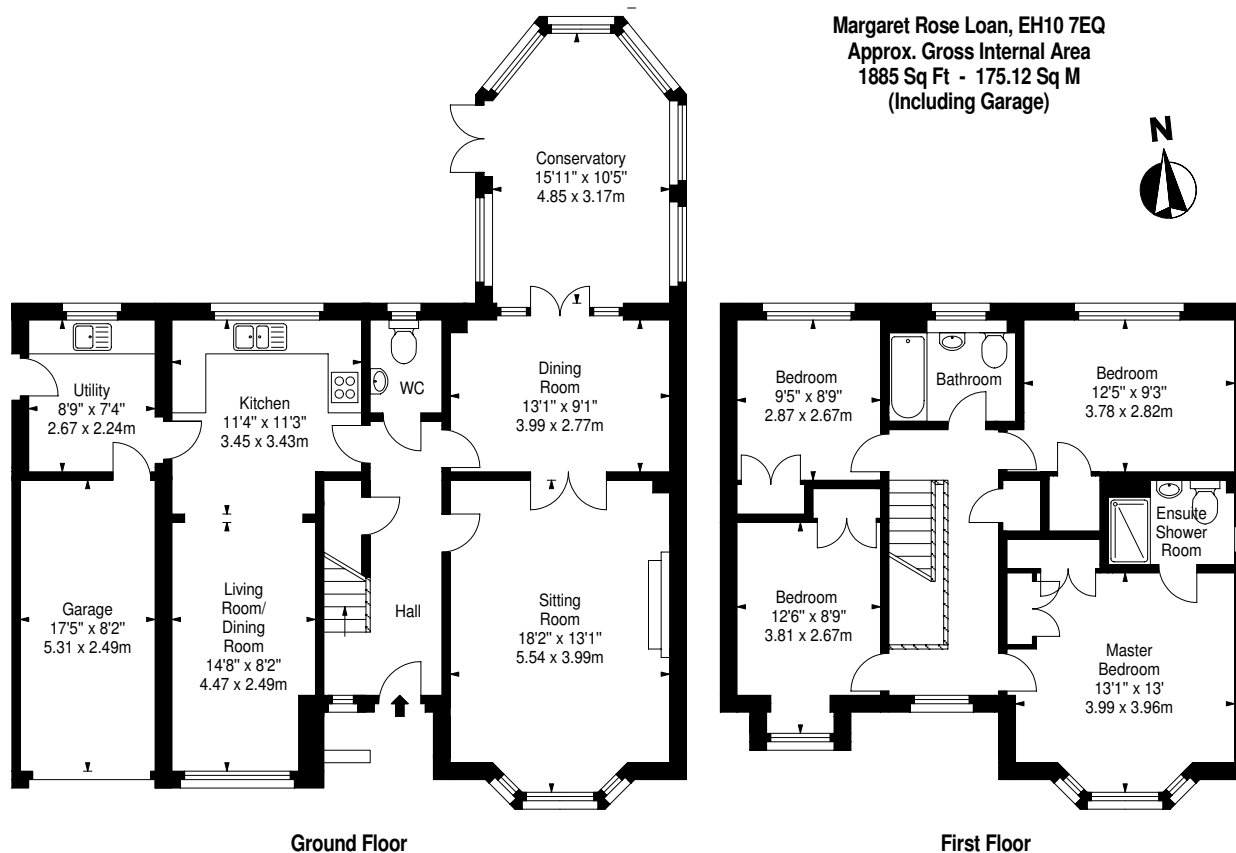 Margaret Rose Loan, EH10 7EQ
Approx. Gross Internal Area
1885 Sq Ft - 175.12 Sq M
(Including Garage)
N
Conservatory
15'11" x 10'5"
4.85 x 3.17m
Utility
8'9" x 7'4"
2.67 x 2.24m
Kitchen
11'4" x 11'3"
3.45 x 3.43m
WC
Dining
Room
13'1" x 9'1"
3.99 x 2.77m
Garage
17'5" x 8'2"
5.31 x 2.49m
Living
Room/
Dining
Room
14'8" x 8'2"
4.47 x 2.49m
Hall
Sitting
Room
18'2" x 13'1"
5.54 x 3.99m
Ground Floor
Bedroom
9'5" x 8'9"
2.87 x 2.67m
Bathroom
Bedroom
12'5" x 9'3"
3.78 x 2.82m
Ensuite
Shower
Room
Bedroom
12'6" x 8'9"
3.81 x 2.67m
Master
Bedroom
13'1" x 13'
3.99 x 3.96m
First Floor